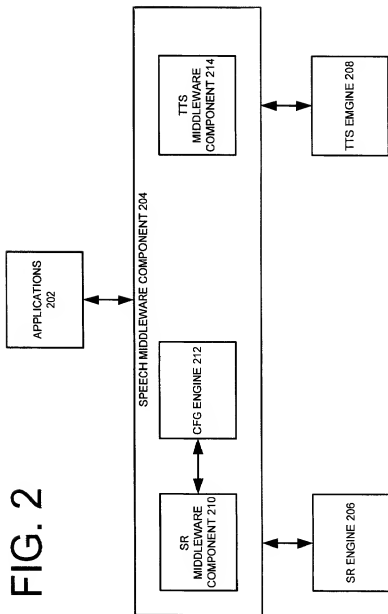 FIG. 2
APPLICATIONS
202
SPEECH MIDDLEWARE COMPONENT 204
SR
MIDDLEWARE
COMPONENT 210
CFG ENGINE 212
TTS
MIDDLEWARE
COMPONENT 214
SR ENGINE 206
TTS EMGINE 208